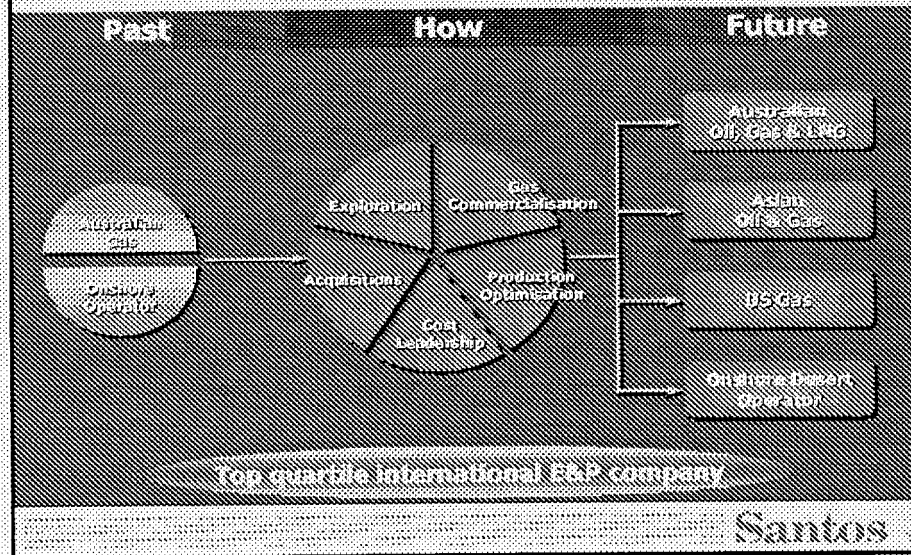 Past
How
Future
Australian
Gas
Onshore
Operator
Exploration
Gas
Commercialisation
Acquisitions
Production
Optimisation
Cost
Leadership
Australian
Oil, Gas & LNG
Asian
Oil & Gas
US Gas
Onshore Desert
Operator
Top quartile international E&P company
Santos